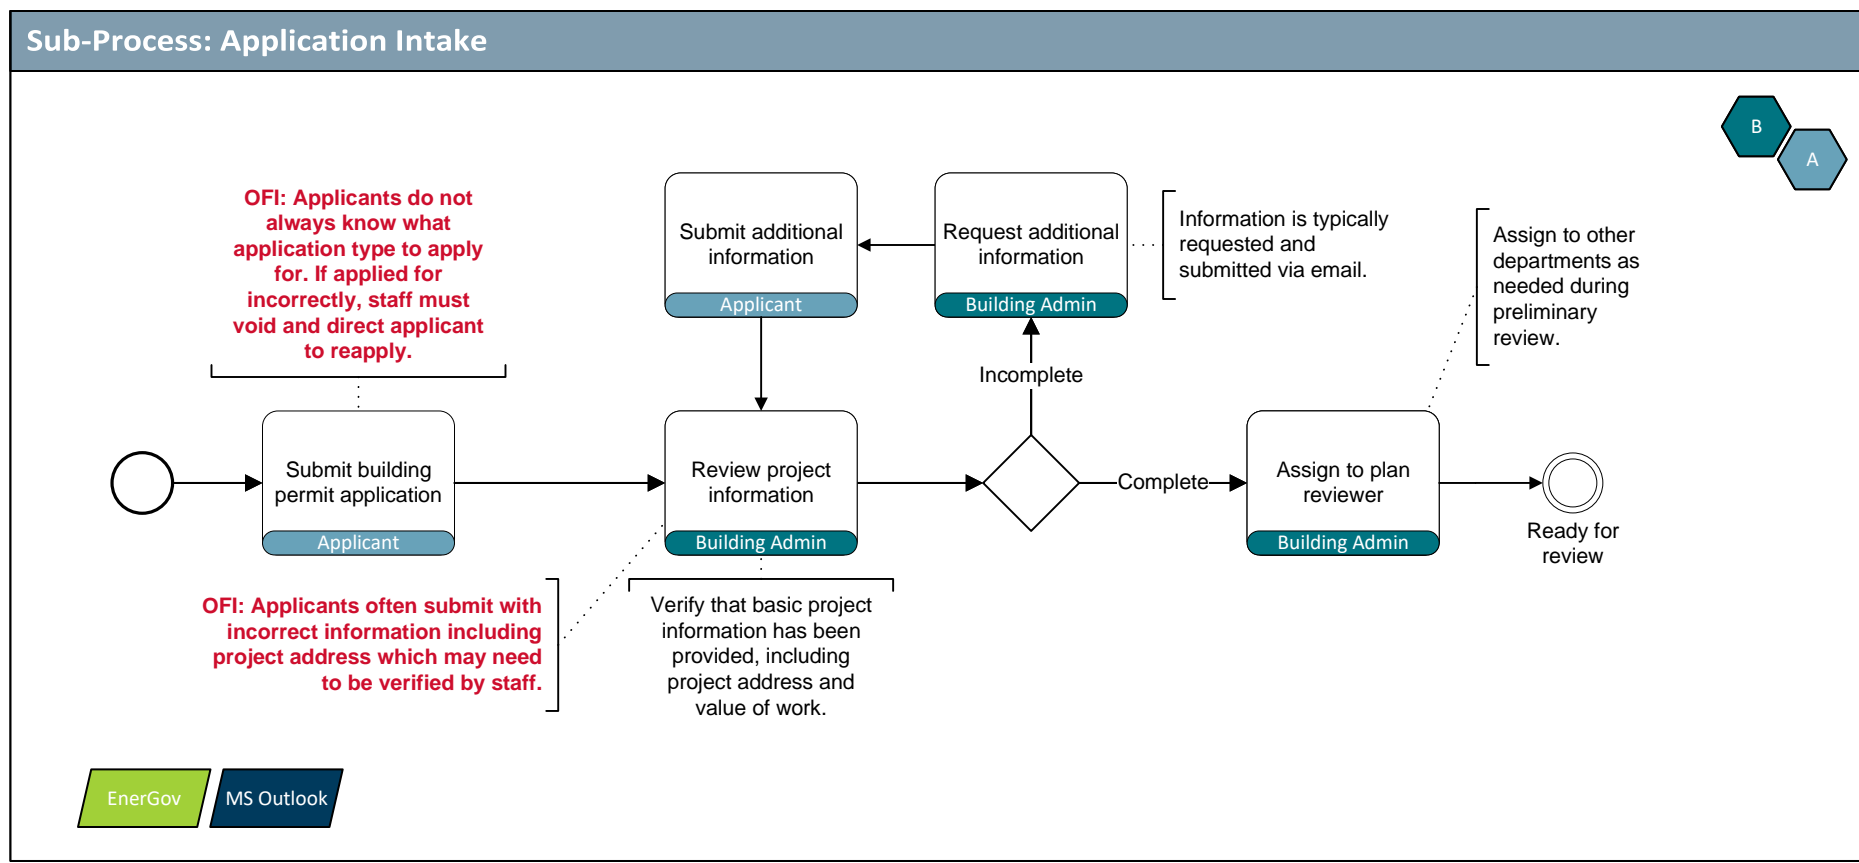 Sub-Process: Application Intake
B
A
OFI: Applicants do not
always know what
application type to apply
for. If applied for
incorrectly, staff must
void and direct applicant
to reapply.
Submit additional
information
Applicant
Request additional
information
Building Admin
Information is typically
requested and
submitted via email.
Assign to other
departments as
needed during
preliminary
review.
Incomplete
Submit building
permit application
Applicant
Review project
information
Building Admin
Complete
Assign to plan
reviewer
Building Admin
Ready for
review
OFI: Applicants often submit with
incorrect information including
project address which may need
to be verified by staff.
Verify that basic project
information has been
provided, including
project address and
value of work.
EnerGov
MS Outlook